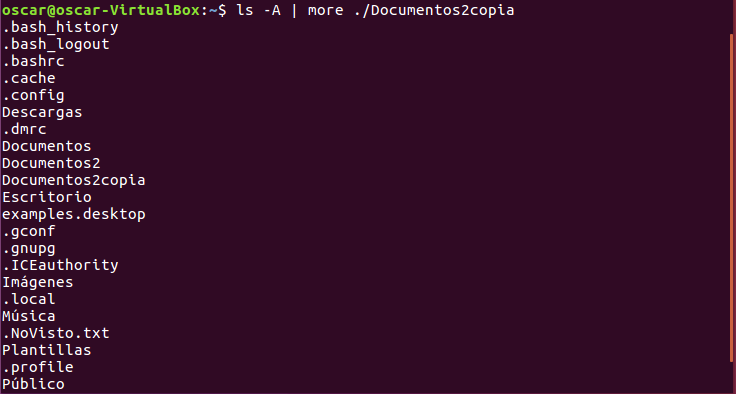 oscar@oscar-VirtualBox:~$ ls -A | more ./Documentos2copia
.bash_history
.bash_logout
.bashrc
.cache
.config
Descargas
.dmrc
Documentos
Documentos2
Documentos2copia
Escritorio
examples.desktop
.gconf
.gnupg
.ICEauthority
Imágenes
.local
Música
.NoVisto.txt
Plantillas
.profile
Público